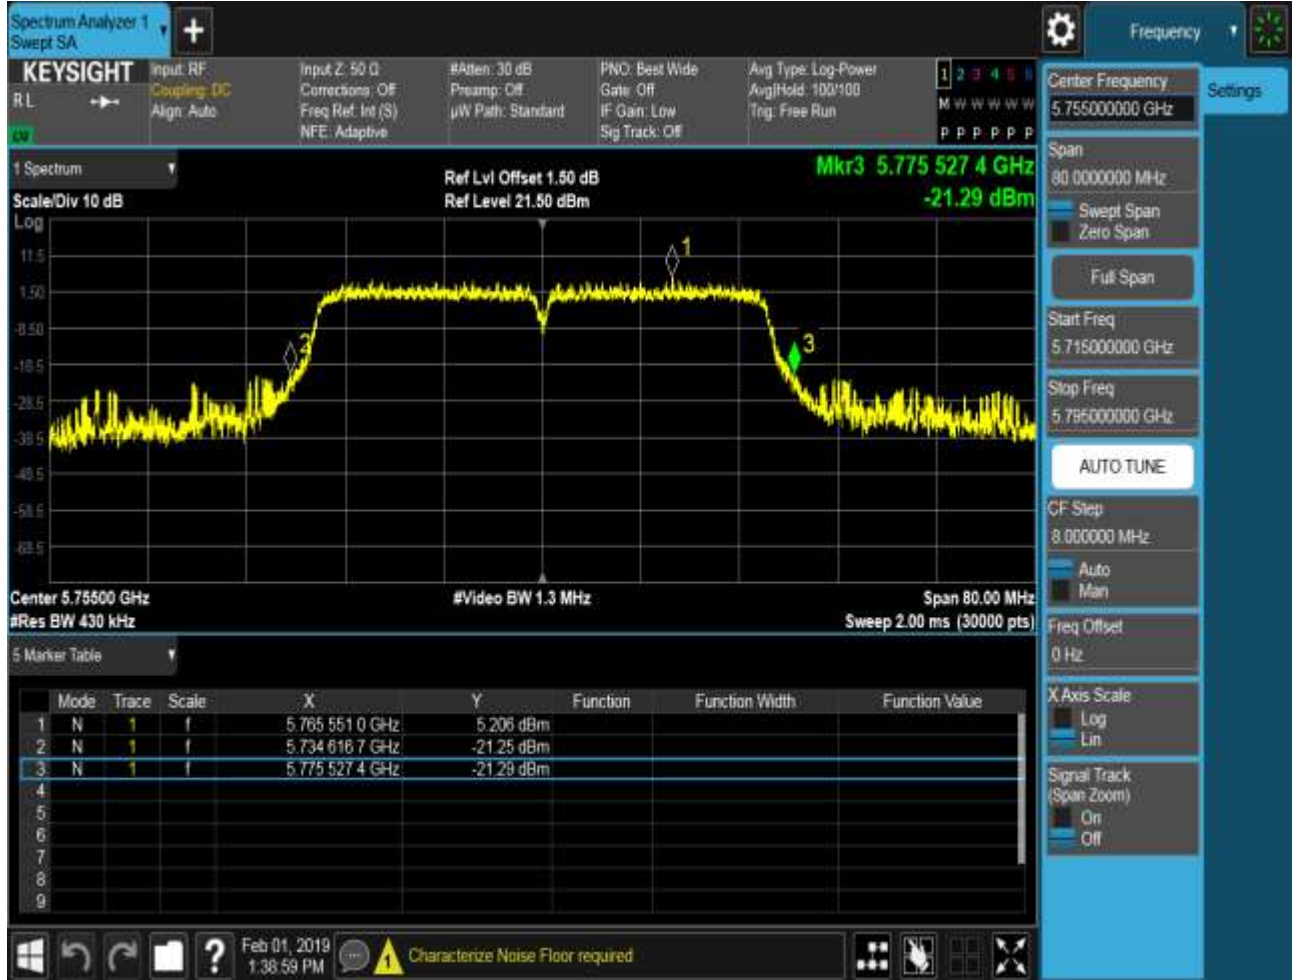 Spectrum Analyzer 1
Swept SA
+
Frequency
KEYSIGHT
R L
Input: RF
Coupling: DC
Align: Auto
Input Z: 50 Ω
Corrections: Off
Freq Ref: Int (S)
NFE: Adaptive
#Atten: 30 dB
Preamp: Off
µW Path: Standard
PNO: Best Wide
Gate: Off
IF Gain: Low
Sig Track: Off
Avg Type: Log-Power
Avg|Hold: 100/100
Trig: Free Run
1 2 3 4 5 6
M W W W W W
P P P P P P
1 Spectrum
Scale/Div 10 dB
Ref Lvl Offset 1.50 dB
Ref Level 21.50 dBm
Mkr3 5.775 527 4 GHz
-21.29 dBm
Log
11.5
1.50
-8.50
-18.5
-28.5
-38.5
-48.5
-58.5
-68.5
1
2
3
Center 5.75500 GHz
#Res BW 430 kHz
#Video BW 1.3 MHz
Span 80.00 MHz
Sweep 2.00 ms (30000 pts)
5 Marker Table
Mode Trace Scale X Y Function Function Width Function Value
1 N 1 f 5.765 551 0 GHz 5.206 dBm
2 N 1 f 5.734 616 7 GHz -21.25 dBm
3 N 1 f 5.775 527 4 GHz -21.29 dBm
4
5
6
7
8
9
Center Frequency
5.755000000 GHz
Settings
Span
80.0000000 MHz
Swept Span
Zero Span
Full Span
Start Freq
5.715000000 GHz
Stop Freq
5.795000000 GHz
AUTO TUNE
CF Step
8.000000 MHz
Auto
Man
Freq Offset
0 Hz
X Axis Scale
Log
Lin
Signal Track
(Span Zoom)
On
Off
?
Feb 01, 2019
1:38:59 PM
1
Characterize Noise Floor required